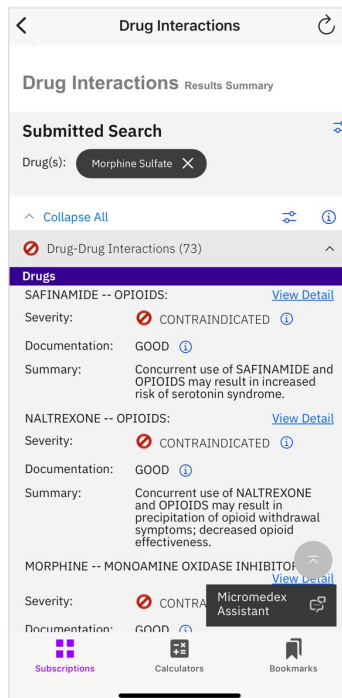 Drug Interactions
Drug Interactions Results Summary
Submitted Search
Drug(s): Morphine Sulfate
Collapse All
Drug-Drug Interactions (73)
Drugs
SAFINAMIDE -- OPIOIDS: View Detail
Severity: CONTRAINDICATED
Documentation: GOOD
Summary: Concurrent use of SAFINAMIDE and
OPIOIDS may result in increased
risk of serotonin syndrome.
NALTREXONE -- OPIOIDS: View Detail
Severity: CONTRAINDICATED
Documentation: GOOD
Summary: Concurrent use of NALTREXONE
and OPIOIDS may result in
precipitation of opioid withdrawal
symptoms; decreased opioid
effectiveness.
MORPHINE -- MONOAMINE OXIDASE INHIBITO
View Detail
Severity: CONTRA
Micromedex
Assistant
Documentation: GOOD
Subscriptions Calculators Bookmarks